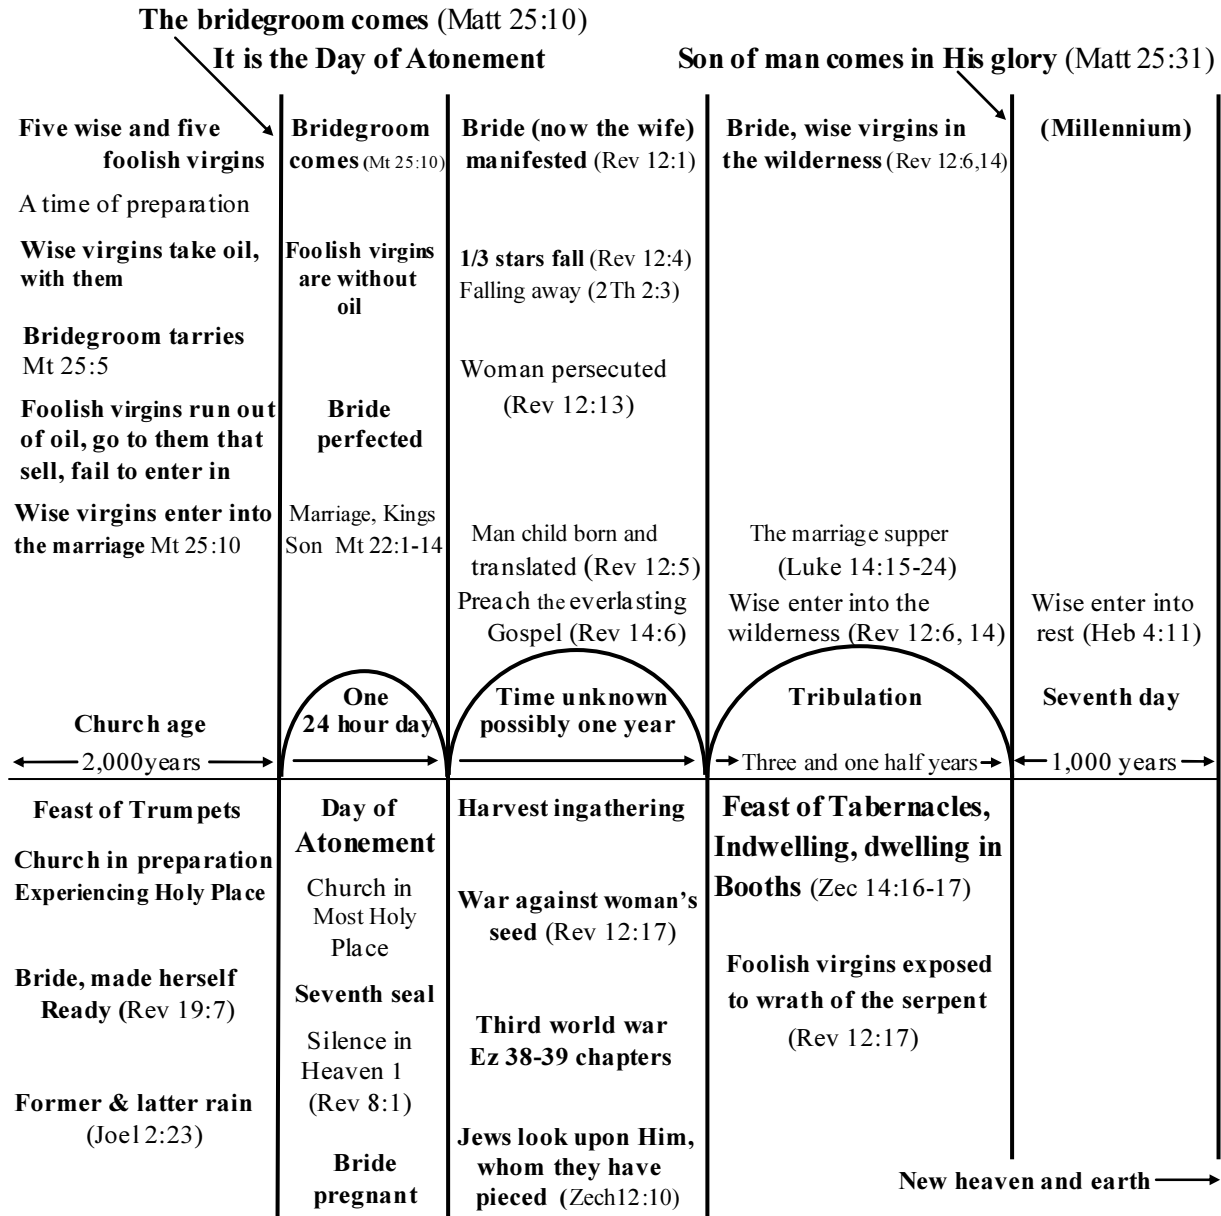 The bridegroom comes (Matt 25:10)
It is the Day of Atonement
Son of man comes in His glory (Matt 25:31)
Five wise and five
foolish virgins
A time of preparation
Wise virgins take oil,
with them
Bridegroom tarries
Mt 25:5
Foolish virgins run out
of oil, go to them that
sell, fail to enter in
Wise virgins enter into
the marriage Mt 25:10
Church age
2,000 years
Bridegroom
comes (Mt 25:10)
Foolish virgins
are without
oil
Bride
perfected
Marriage, Kings
Son Mt 22:1-14
One
24 hour day
Bride (now the wife)
manifested (Rev 12:1)
1/3 stars fall (Rev 12:4)
Falling away (2Th 2:3)
Woman persecuted
(Rev 12:13)
Man child born and
translated (Rev 12:5)
Preach the everlasting
Gospel (Rev 14:6)
Time unknown
possibly one year
Bride, wise virgins in
the wilderness (Rev 12:6,14)
The marriage supper
(Luke 14:15-24)
Wise enter into the
wilderness (Rev 12:6, 14)
Tribulation
Three and one half years
(Millennium)
Wise enter into
rest (Heb 4:11)
Seventh day
1,000 years
Feast of Trumpets
Church in preparation
Experiencing Holy Place
Bride, made herself
Ready (Rev 19:7)
Former & latter rain
(Joel 2:23)
Day of
Atonement
Church in
Most Holy
Place
Seventh seal
Silence in
Heaven 1
(Rev 8:1)
Bride
pregnant
Harvest ingathering
War against woman's
seed (Rev 12:17)
Third world war
Ez 38-39 chapters
Jews look upon Him,
whom they have
pieced (Zech12:10)
Feast of Tabernacles,
Indwelling, dwelling in
Booths (Zec 14:16-17)
Foolish virgins exposed
to wrath of the serpent
(Rev 12:17)
New heaven and earth